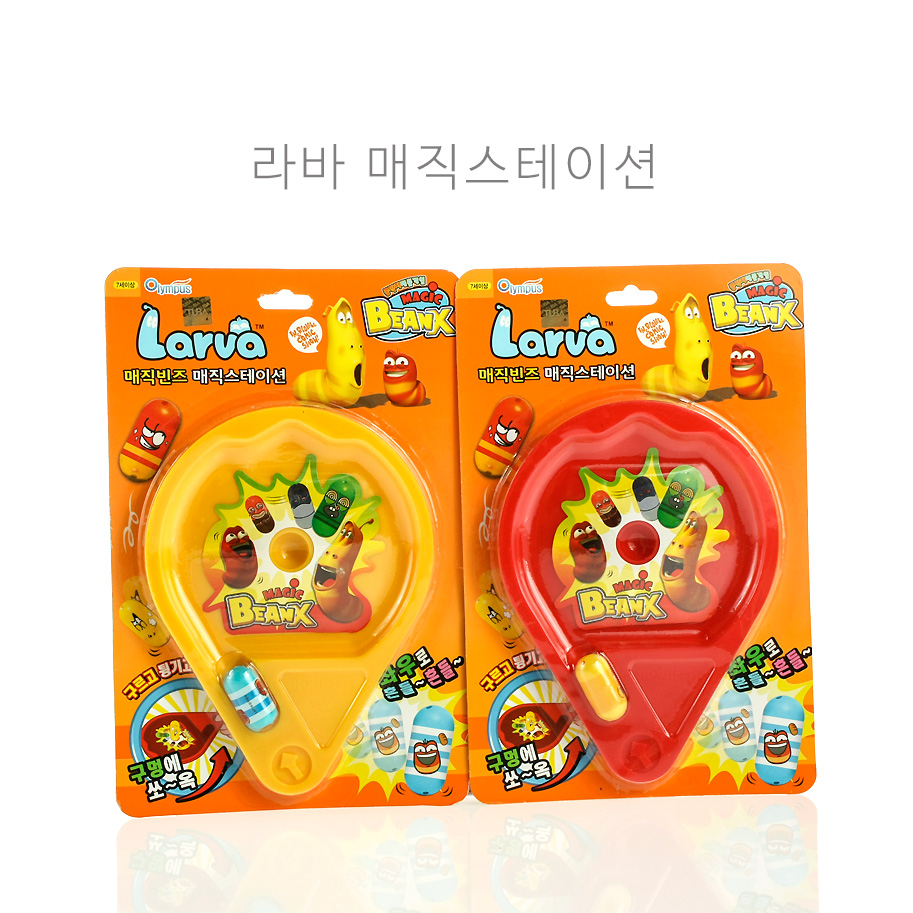 라바 매직스테이션
7세이상
Olympus
Larva™
매직빈즈 매직스테이션
MAGIC
BEANX
MAGIC
BEANX
구르고 튕기고
좌우로
흔들~흔들~
구멍에
쏘~옥
7세이상
Olympus
Larva™
매직빈즈 매직스테이션
MAGIC
BEANX
MAGIC
BEANX
구르고 튕기고
좌우로
흔들~흔들~
구멍에
쏘~옥